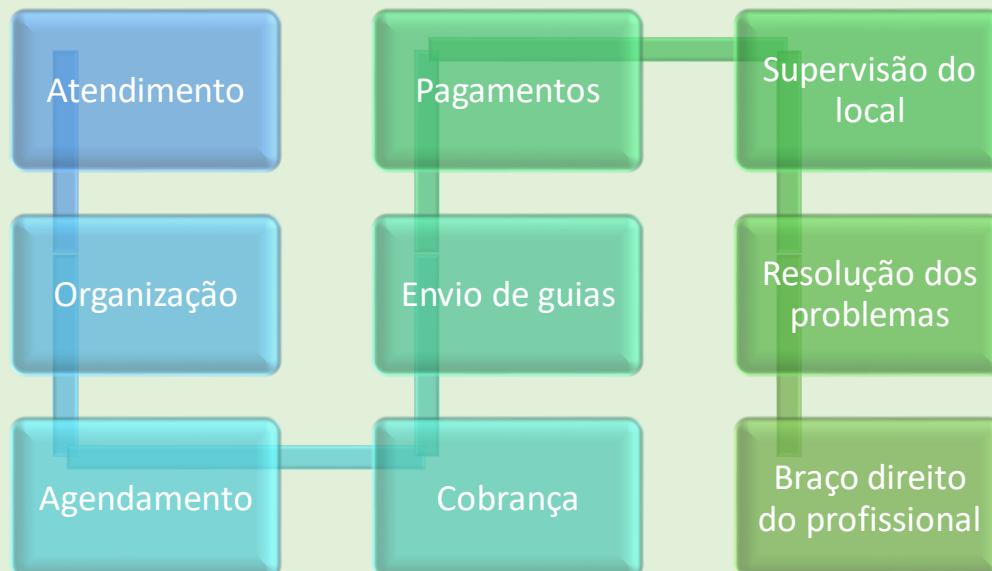 Atendimento
Organização
Agendamento
Cobrança
Envio de guias
Pagamentos
Supervisão do
local
Resolução dos
problemas
Braço direito
do profissional